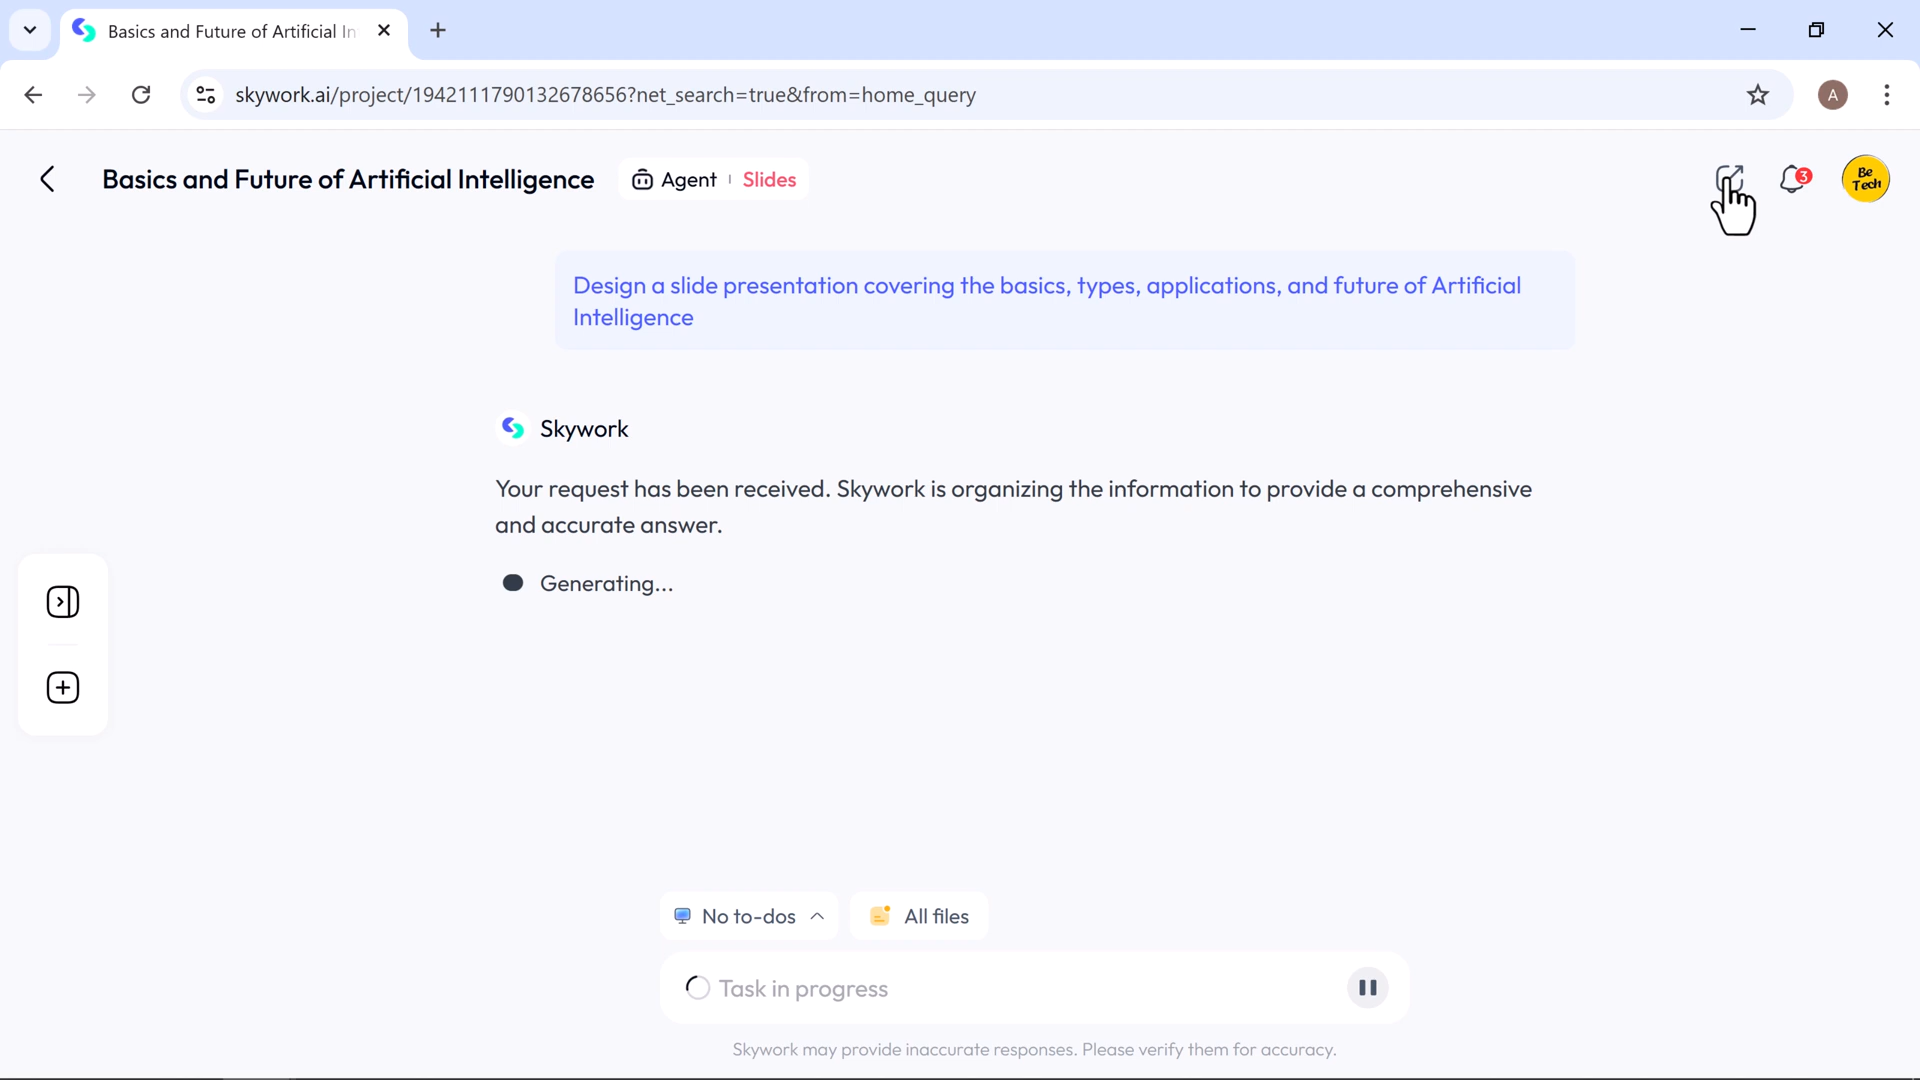 Basics and Future of Artificial In
skywork.ai/project/1942111790132678656?net_search=true&from=home_query
A
Basics and Future of Artificial Intelligence
Agent
Slides
3
Be
Tech
Design a slide presentation covering the basics, types, applications, and future of Artificial
Intelligence
Skywork
Your request has been received. Skywork is organizing the information to provide a comprehensive
and accurate answer.
Generating...
No to-dos
All files
Task in progress
Skywork may provide inaccurate responses. Please verify them for accuracy.